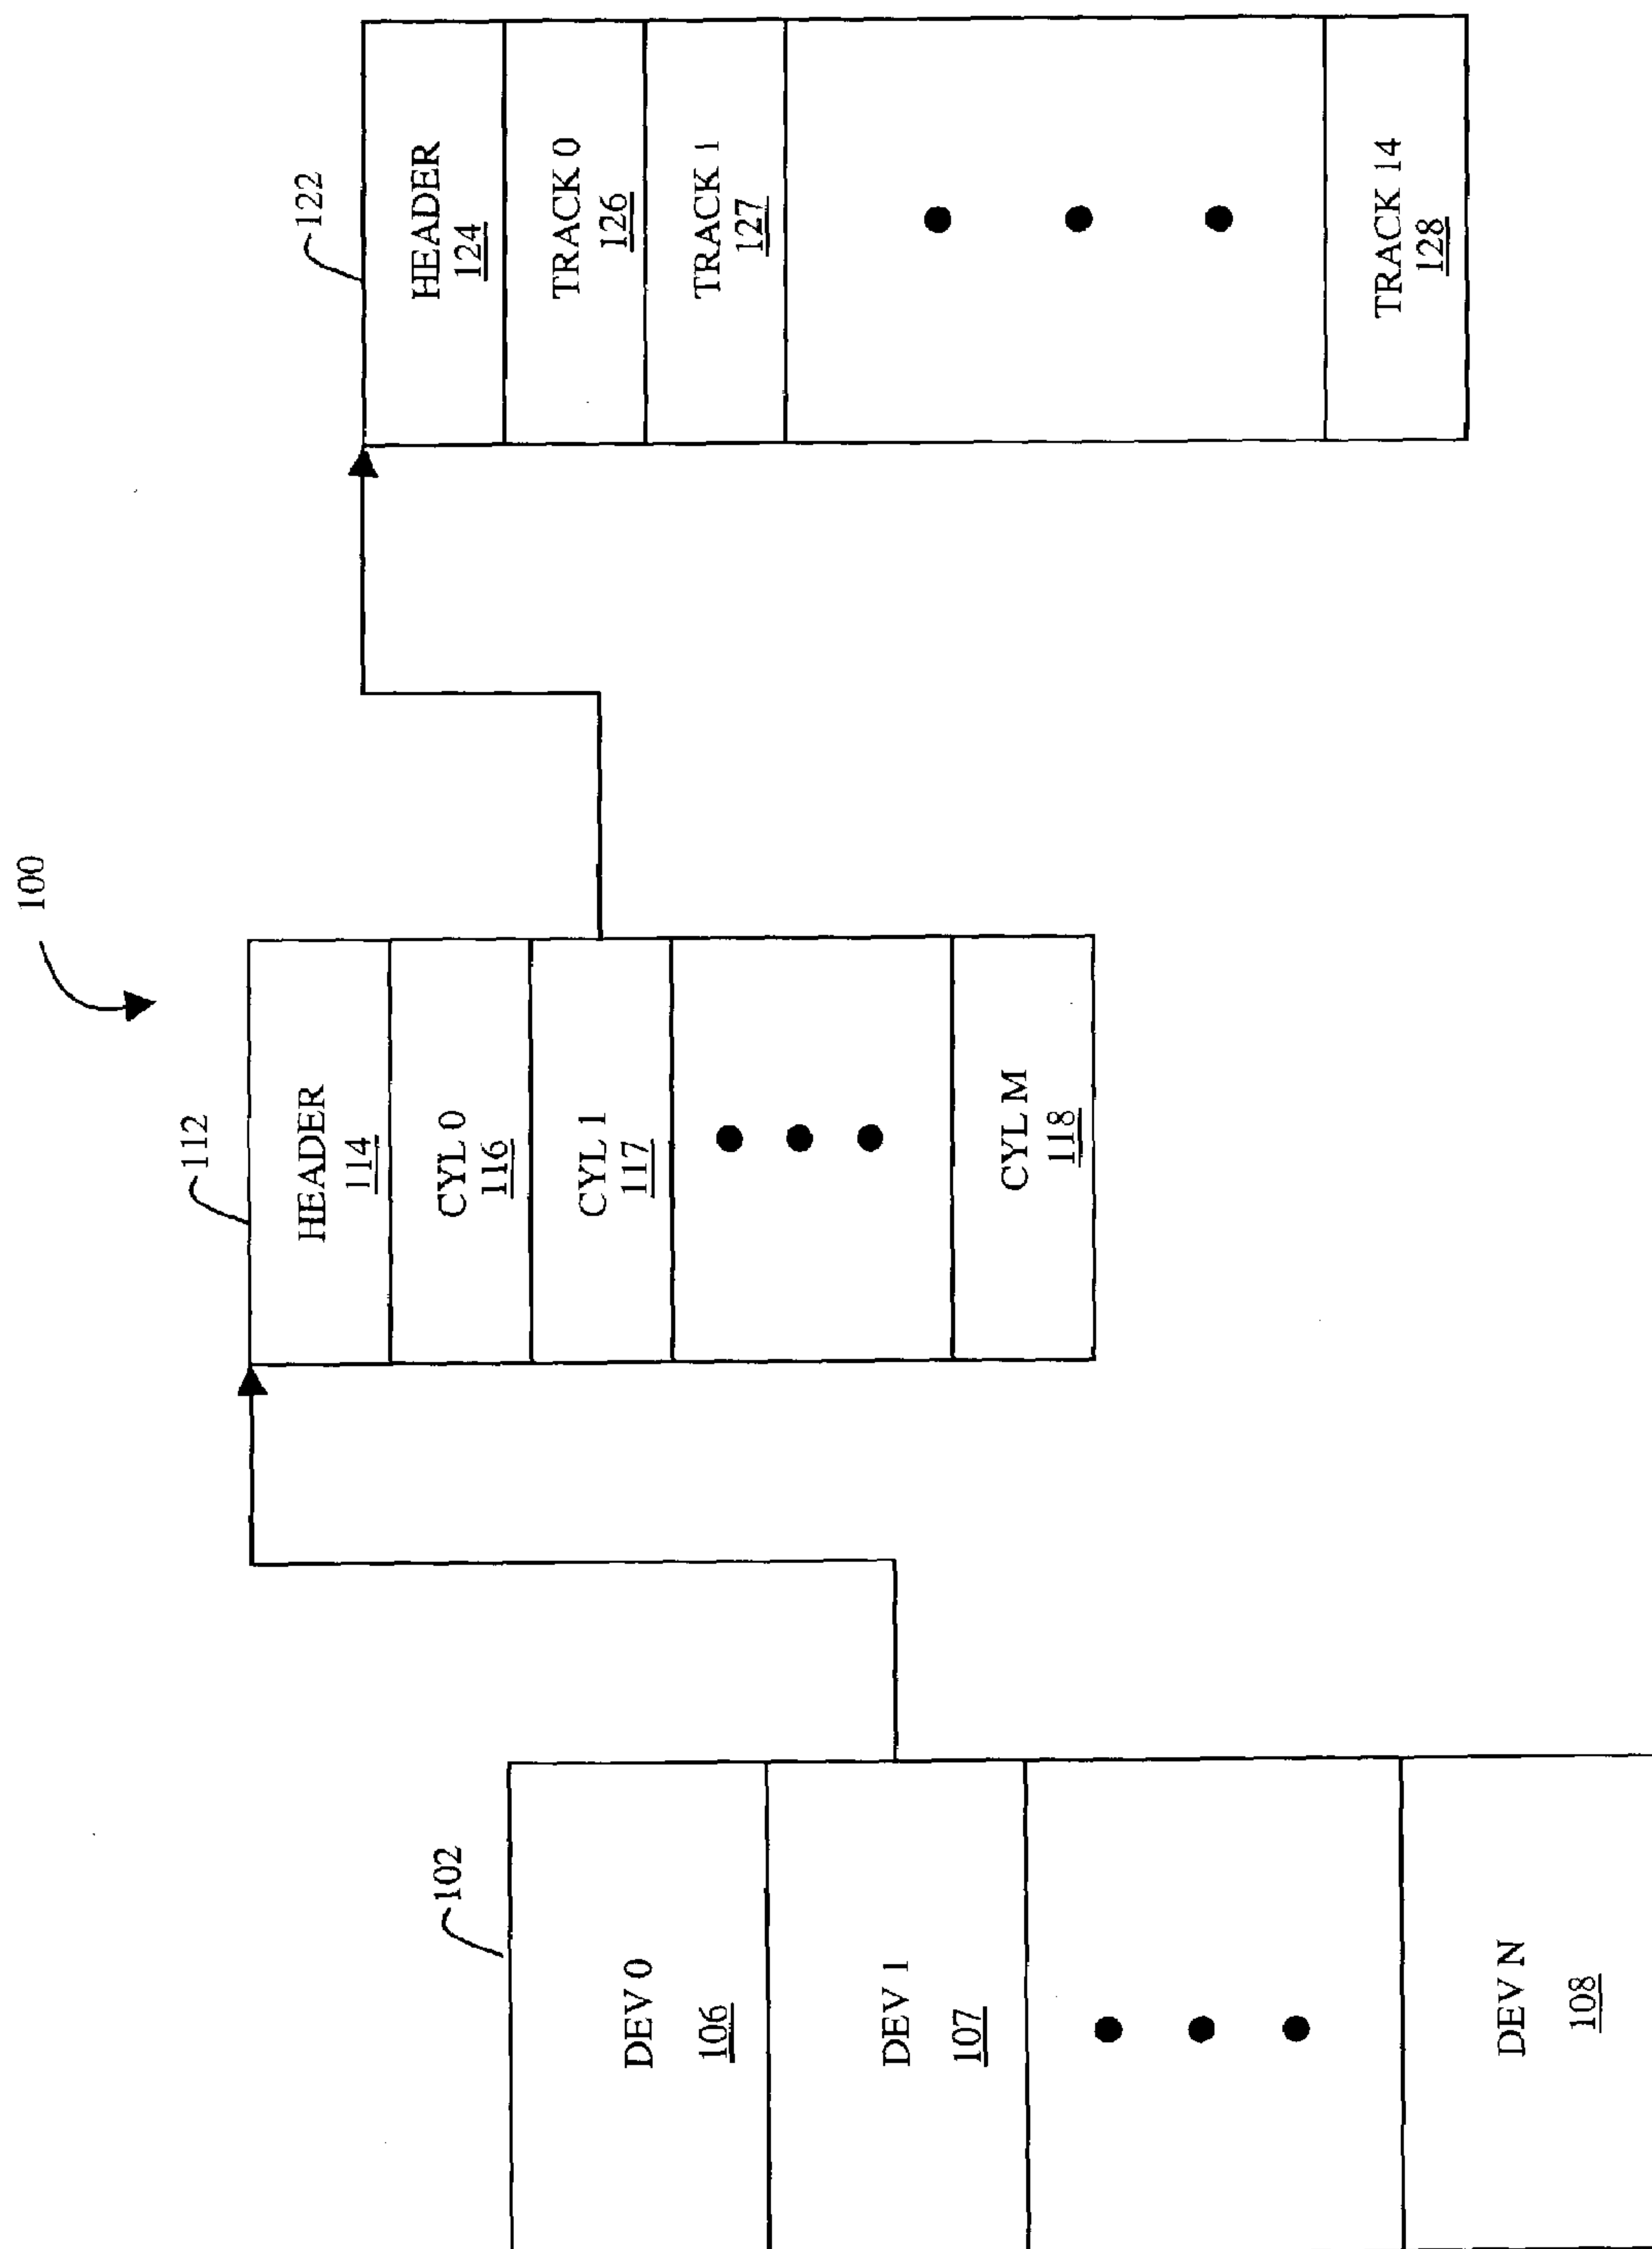 100
102
DEV 0
106
DEV 1
107
DEV N
108
112
HEADER
114
CYL 0
116
CYL 1
117
CYL M
118
122
HEADER
124
TRACK 0
126
TRACK 1
127
TRACK 14
128